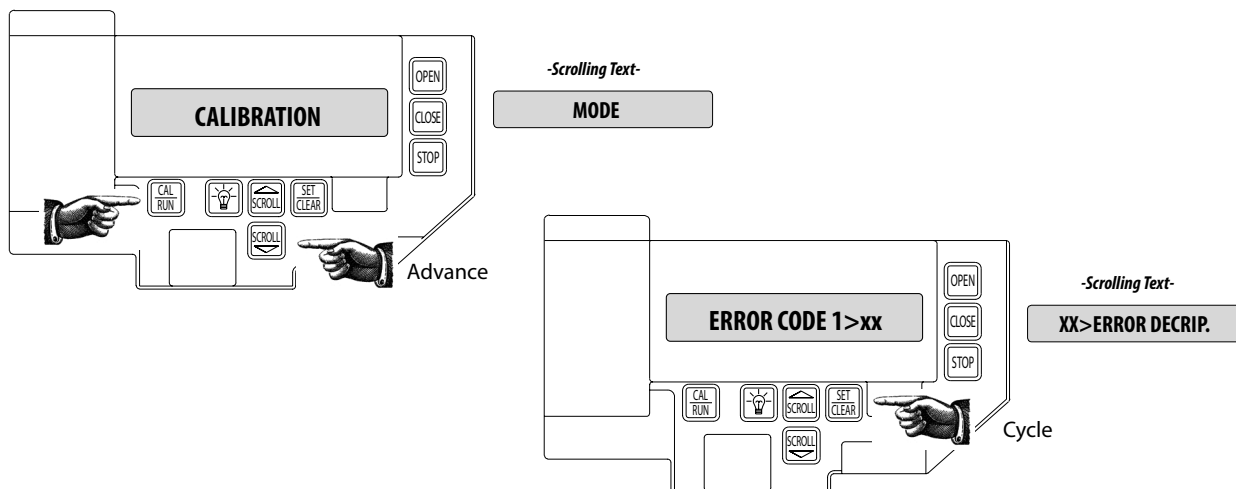 -Scrolling Text-
CALIBRATION
MODE
OPEN
CLOSE
STOP
CAL
RUN
SCROLL
SET
CLEAR
SCROLL
Advance
-Scrolling Text-
ERROR CODE 1>xx
XX>ERROR DECRIP.
OPEN
CLOSE
STOP
CAL
RUN
SCROLL
SET
CLEAR
SCROLL
Cycle